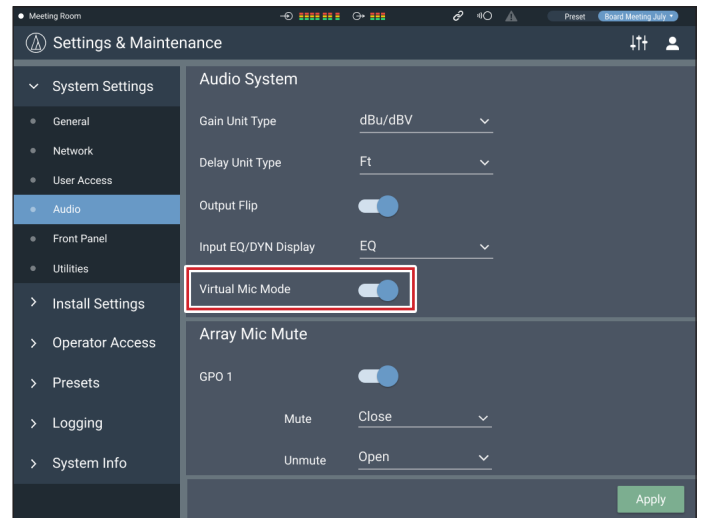 Meeting Room
Preset Board Meeting July
Settings & Maintenance
System Settings
General
Network
User Access
Audio
Front Panel
Utilities
Install Settings
Operator Access
Presets
Logging
System Info
Audio System
Gain Unit Type dBu/dBV
Delay Unit Type Ft
Output Flip
Input EQ/DYN Display EQ
Virtual Mic Mode
Array Mic Mute
GPO 1
Mute Close
Unmute Open
Apply